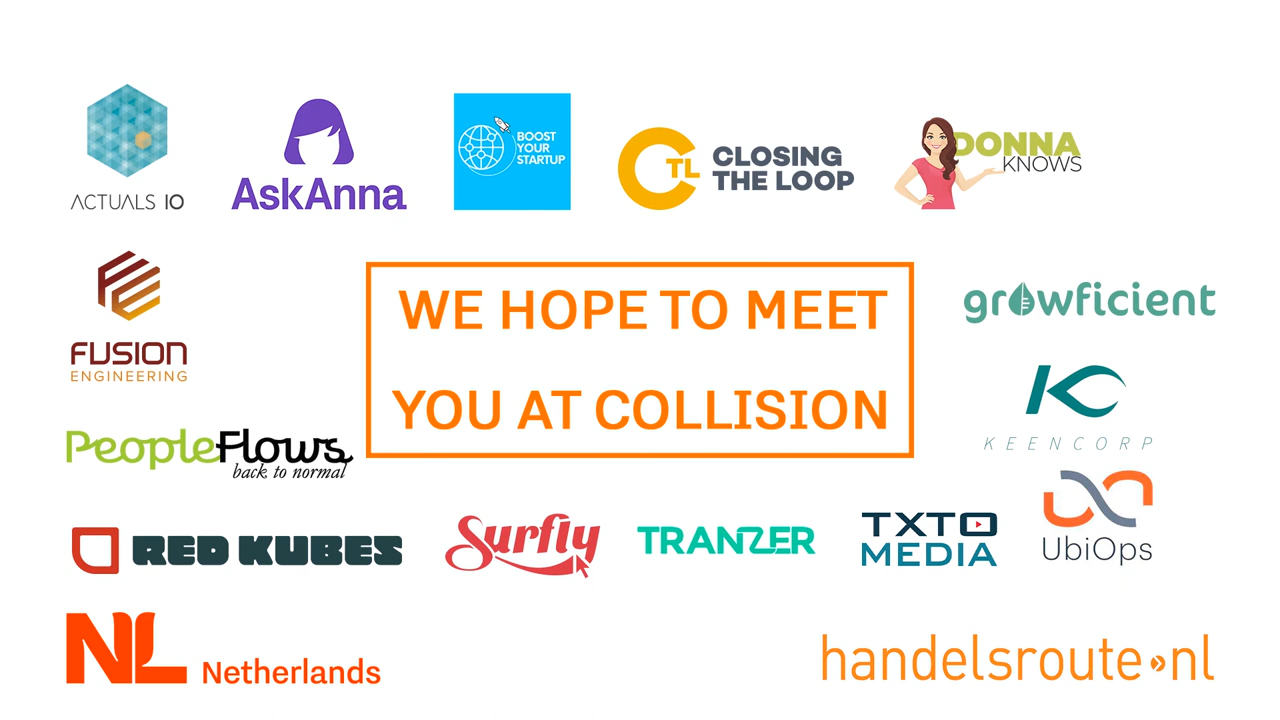 ACTUALS IO
AskAnna
BOOST
YOUR
STARTUP
CTL
CLOSING
THE LOOP
DONNA
KNOWS
FUSION
ENGINEERING
WE HOPE TO MEET
YOU AT COLLISION
growficient
KEENCORP
PeopleFlows
back to normal
RED KUBES
Surfly
TRANZER
TXTO
MEDIA
UbiOps
NL Netherlands
handelsroute.nl